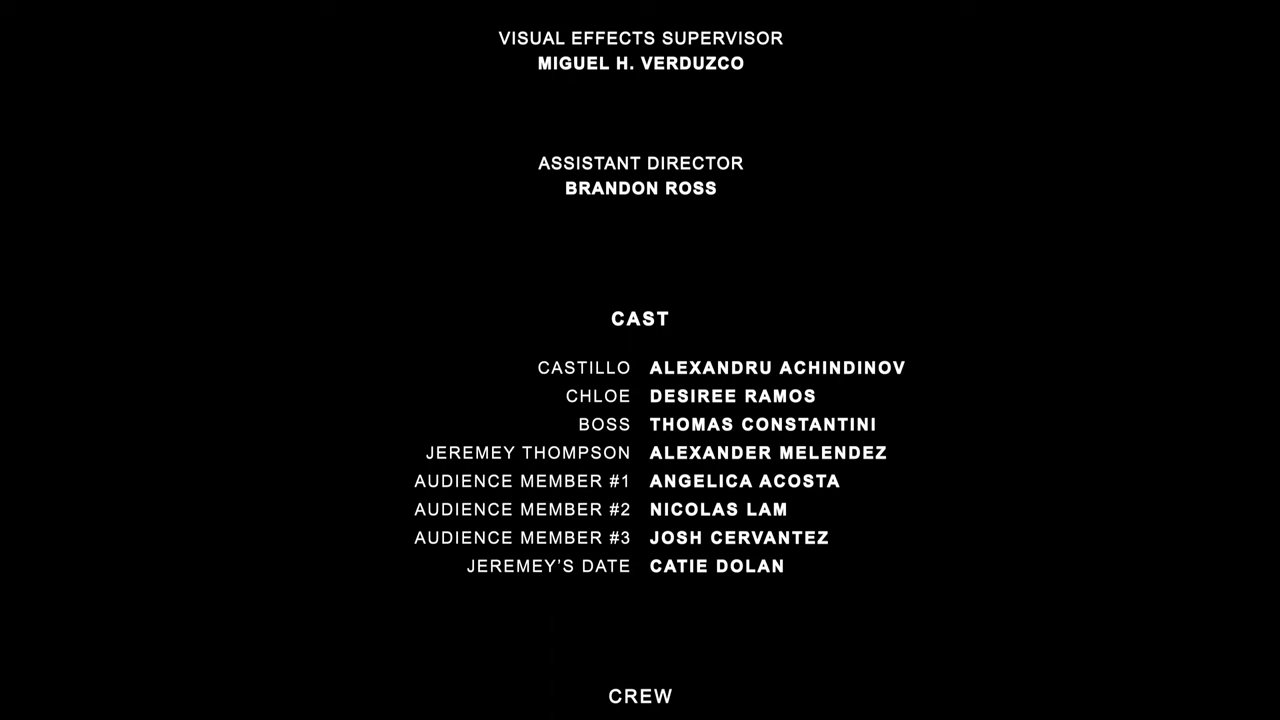 VISUAL EFFECTS SUPERVISOR
MIGUEL H. VERDUZCO
ASSISTANT DIRECTOR
BRANDON ROSS
CAST
CASTILLO ALEXANDRU ACHINDINOV
CHLOE DESIREE RAMOS
BOSS THOMAS CONSTANTINI
JEREMEY THOMPSON ALEXANDER MELENDEZ
AUDIENCE MEMBER #1 ANGELICA ACOSTA
AUDIENCE MEMBER #2 NICOLAS LAM
AUDIENCE MEMBER #3 JOSH CERVANTEZ
JEREMEY’S DATE CATIE DOLAN
CREW